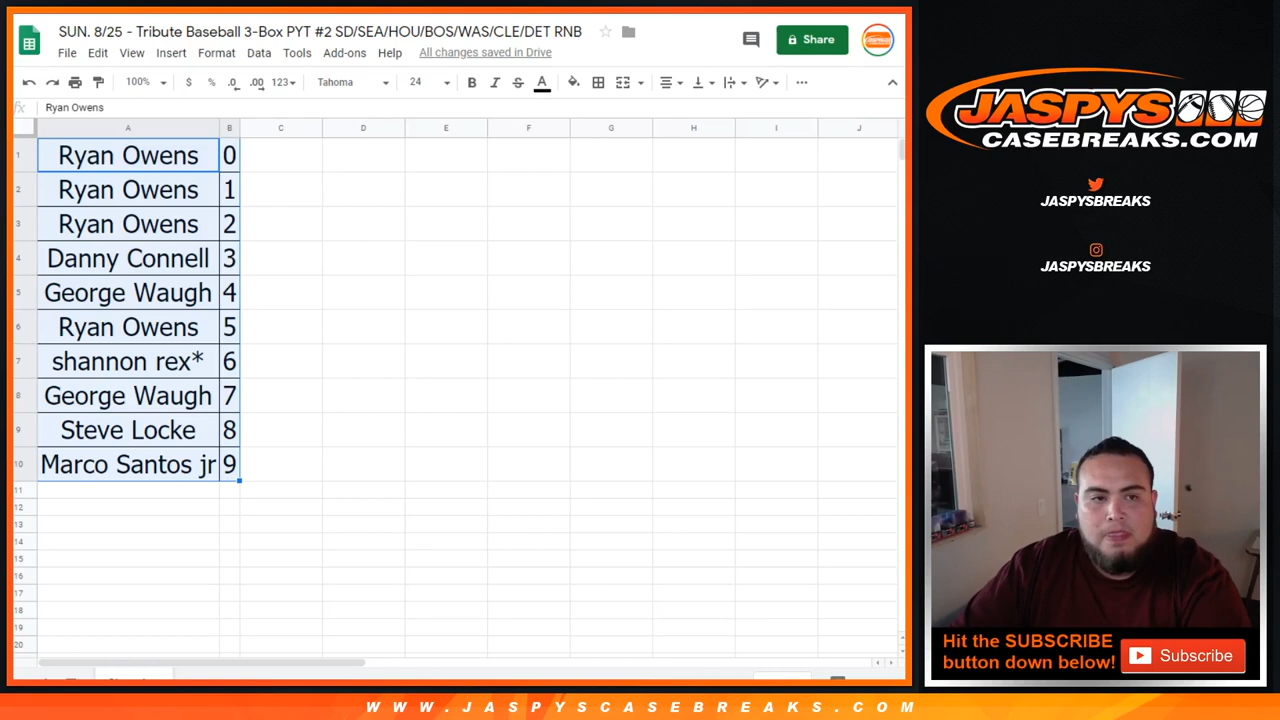 SUN. 8/25 - Tribute Baseball 3-Box PYT #2 SD/SEA/HOU/BOS/WAS/CLE/DET RNB
File Edit View Insert Format Data Tools Add-ons Help All changes saved in Drive
Share
100% $ % .0 .00 123 Tahoma 24 B I S A
fx Ryan Owens
A B C D E F G H I J
1 Ryan Owens 0
2 Ryan Owens 1
3 Ryan Owens 2
4 Danny Connell 3
5 George Waugh 4
6 Ryan Owens 5
7 shannon rex* 6
8 George Waugh 7
9 Steve Locke 8
10 Marco Santos jr 9
11
12
13
14
15
16
17
18
19
20
JASPYS
CASEBREAKS.COM
JASPYSBREAKS
JASPYSBREAKS
Hit the SUBSCRIBE
button down below!
Subscribe
WWW.JASPYSCASEBREAKS.COM